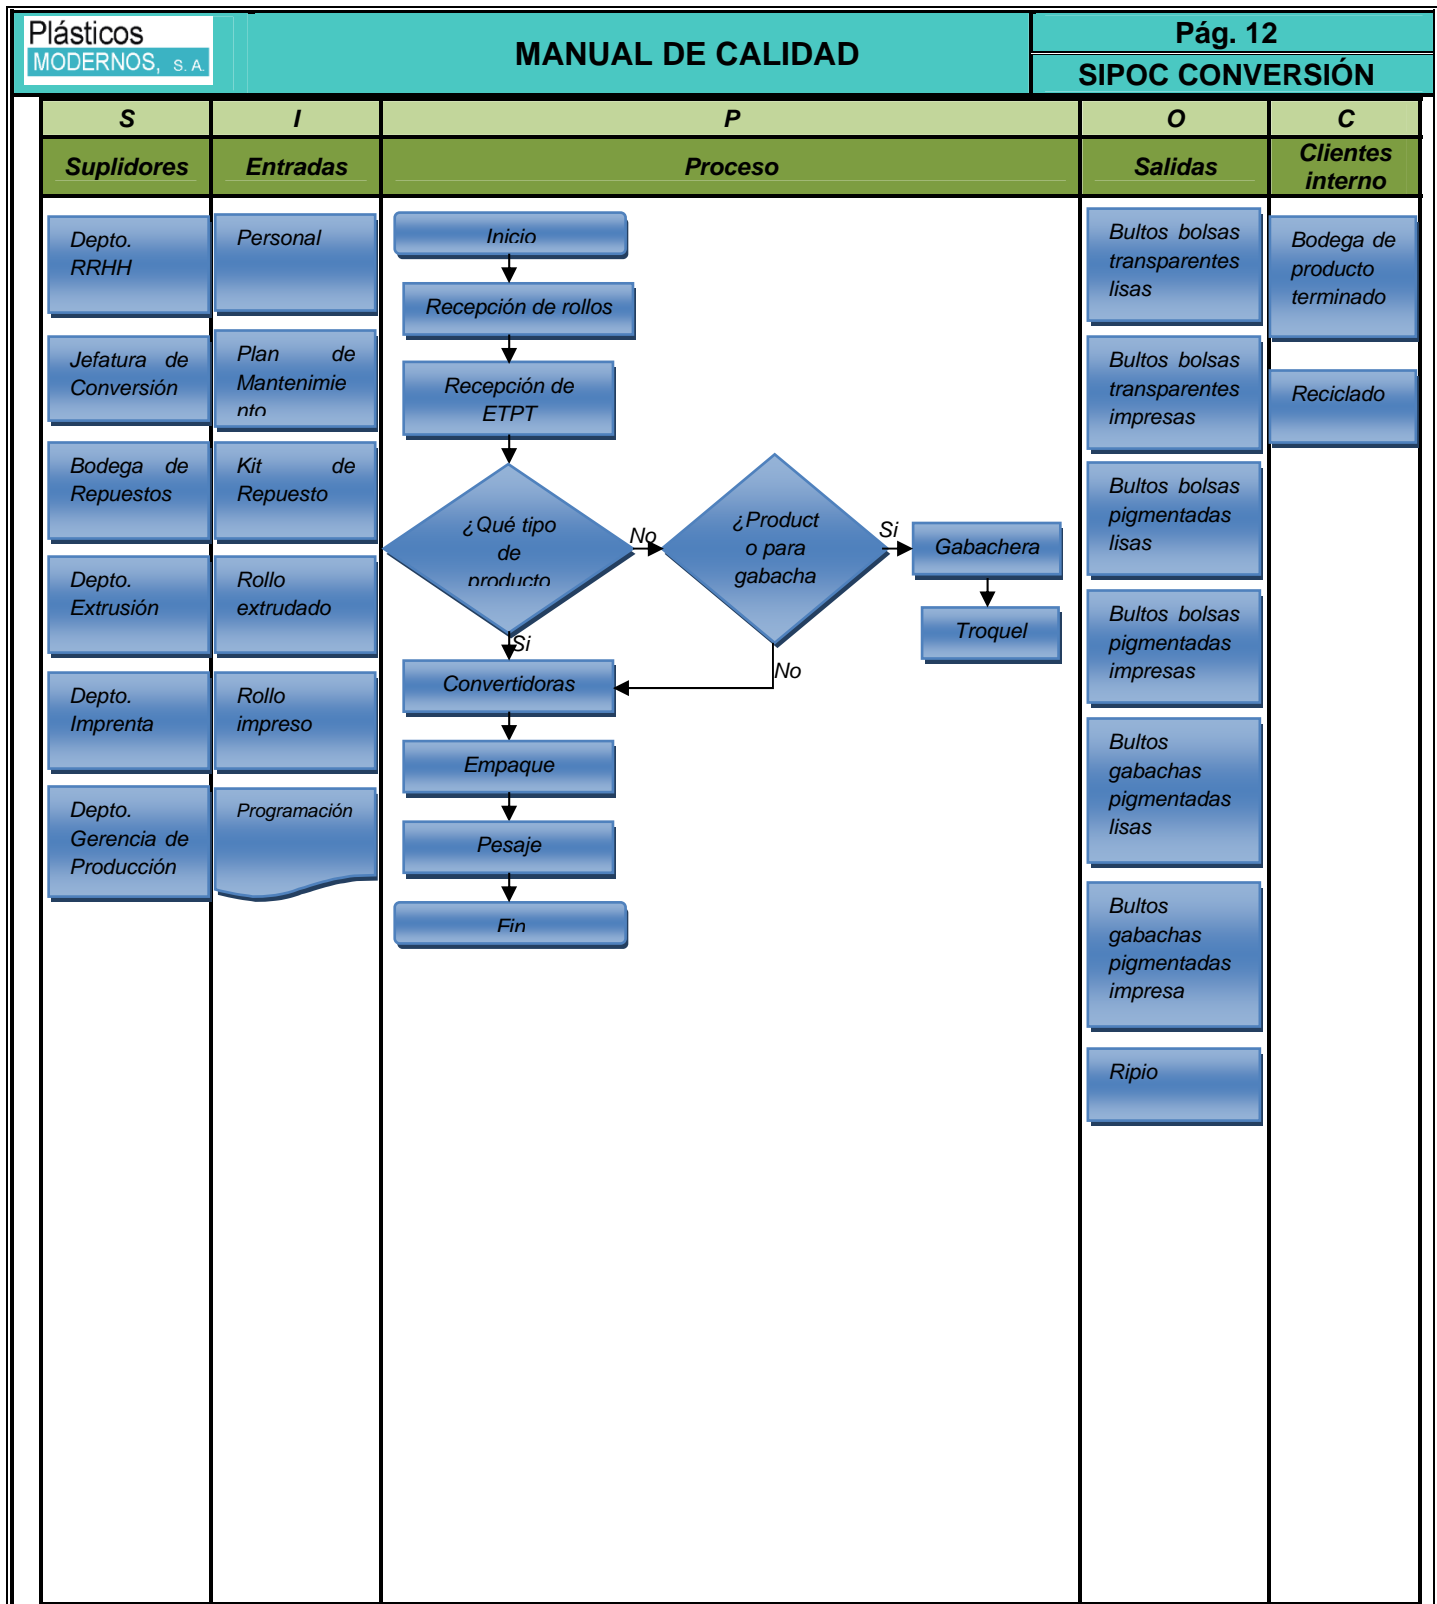 Plásticos
MODERNOS, S. A.
MANUAL DE CALIDAD
Pág. 12
SIPOC CONVERSIÓN
S
I
P
O
C
Suplidores
Entradas
Proceso
Salidas
Clientes
interno
Depto.
RRHH
Jefatura de
Conversión
Bodega de
Repuestos
Depto.
Extrusión
Depto.
Imprenta
Depto.
Gerencia de
Producción
Personal
Plan de
Mantenimie
nto
Kit de
Repuesto
Rollo
extrudado
Rollo
impreso
Programación
Inicio
Recepción de rollos
Recepción de
ETPT
¿Qué tipo
de
producto
No
Si
¿Product
o para
gabacha
Si
No
Gabachera
Troquel
Convertidoras
Empaque
Pesaje
Fin
Bultos bolsas
transparentes
lisas
Bultos bolsas
transparentes
impresas
Bultos bolsas
pigmentadas
lisas
Bultos bolsas
pigmentadas
impresas
Bultos
gabachas
pigmentadas
lisas
Bultos
gabachas
pigmentadas
impresa
Ripio
Bodega de
producto
terminado
Reciclado